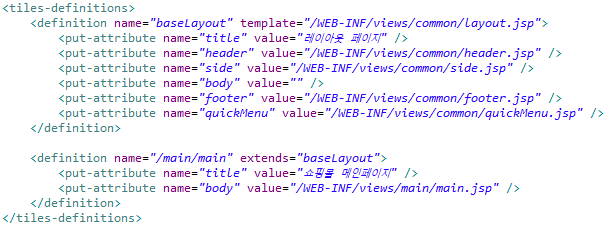 <tiles-definitions>
<definition name="baseLayout" template="/WEB-INF/views/common/layout.jsp">
<put-attribute name="title" value="레이아웃 페이지" />
<put-attribute name="header" value="/WEB-INF/views/common/header.jsp" />
<put-attribute name="side" value="/WEB-INF/views/common/side.jsp" />
<put-attribute name="body" value="" />
<put-attribute name="footer" value="/WEB-INF/views/common/footer.jsp" />
<put-attribute name="quickMenu" value="/WEB-INF/views/common/quickMenu.jsp" />
</definition>
<definition name="/main/main" extends="baseLayout">
<put-attribute name="title" value="쇼핑몰 메인페이지" />
<put-attribute name="body" value="/WEB-INF/views/main/main.jsp" />
</definition>
</tiles-definitions>